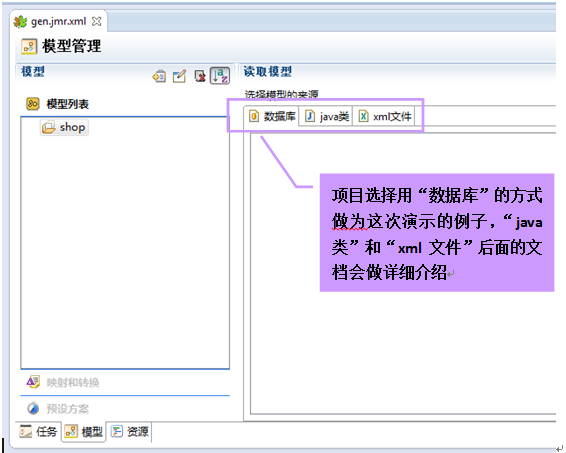 gen.jmr.xml
模型管理
模型
读取模型
选择模型的来源
模型列表
数据库
java类
xml文件
shop
项目选择用“数据库”的方式
做为这次演示的例子，“java
类”和“xml 文件”后面的文
档会做详细介绍
映射和转换
预设方案
任务
模型
资源